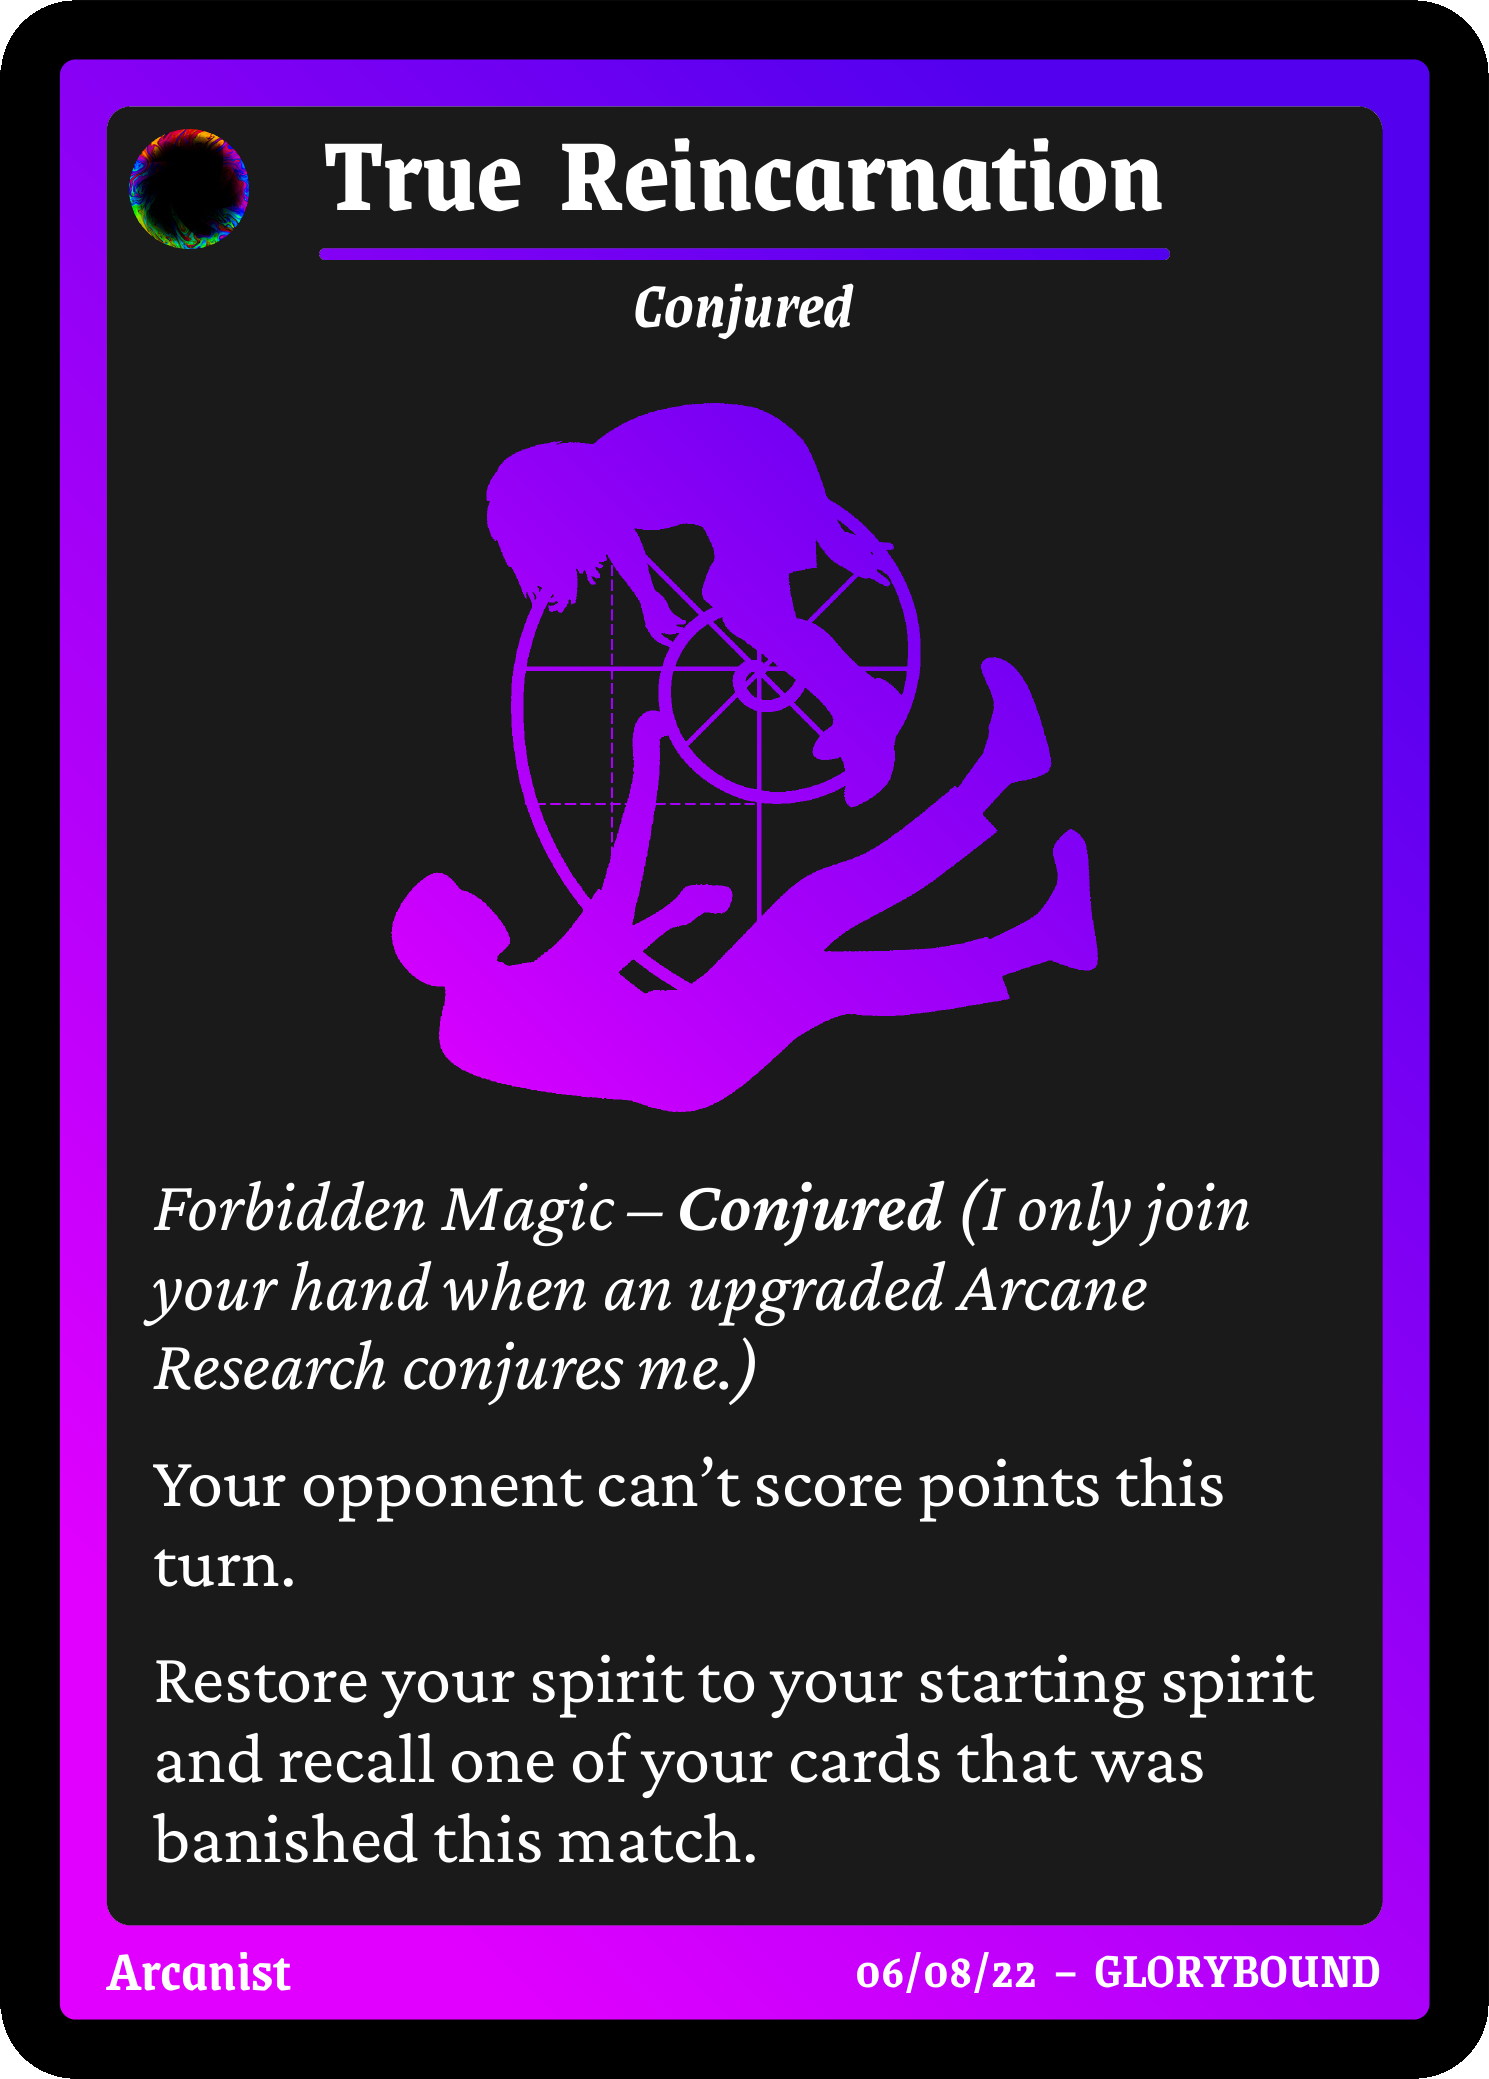 True Reincarnation
Conjured
Forbidden Magic – Conjured (I only join
your hand when an upgraded Arcane
Research conjures me.)
Your opponent can’t score points this
turn.
Restore your spirit to your starting spirit
and recall one of your cards that was
banished this match.
Arcanist
06/08/22 – GLORYBOUND